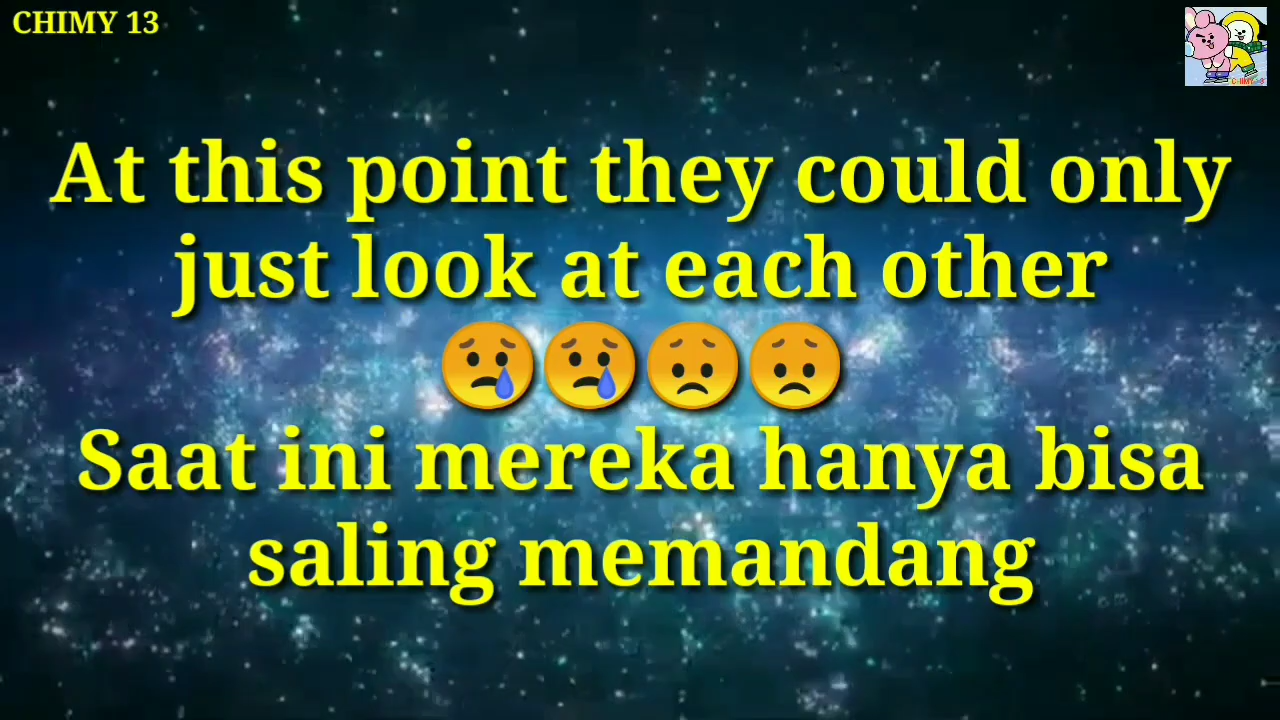 CHIMY 13
At this point they could only
just look at each other
😢😢😟😟
Saat ini mereka hanya bisa
saling memandang